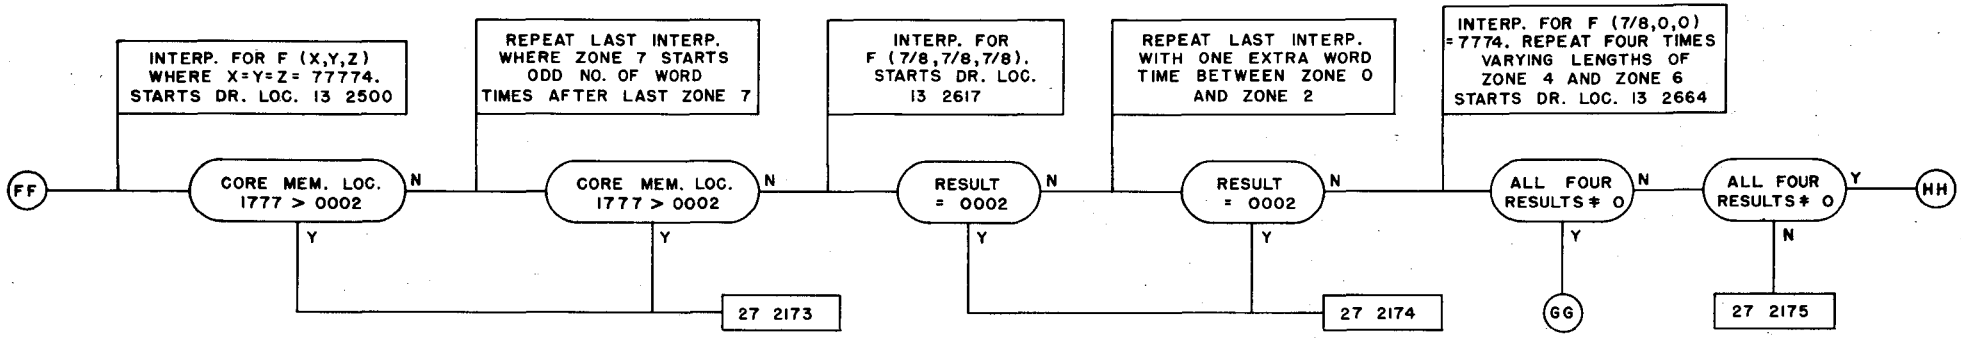 INTERP. FOR F (X,Y,Z)
WHERE X=Y=Z= 77774.
STARTS DR. LOC. 13 2500
REPEAT LAST INTERP.
WHERE ZONE 7 STARTS
ODD NO. OF WORD
TIMES AFTER LAST ZONE 7
INTERP. FOR
F (7/8,7/8,7/8).
STARTS DR. LOC.
13 2617
REPEAT LAST INTERP.
WITH ONE EXTRA WORD
TIME BETWEEN ZONE 0
AND ZONE 2
INTERP. FOR F (7/8,0,0)
=7774. REPEAT FOUR TIMES
VARYING LENGTHS OF
ZONE 4 AND ZONE 6
STARTS DR. LOC. 13 2664
FF
CORE MEM. LOC.
1777 > 0002
N
Y
CORE MEM. LOC.
1777 > 0002
N
Y
27 2173
RESULT
= 0002
N
Y
RESULT
= 0002
N
Y
27 2174
ALL FOUR
RESULTS ≠ 0
N
Y
GG
ALL FOUR
RESULTS ≠ 0
Y
N
27 2175
HH